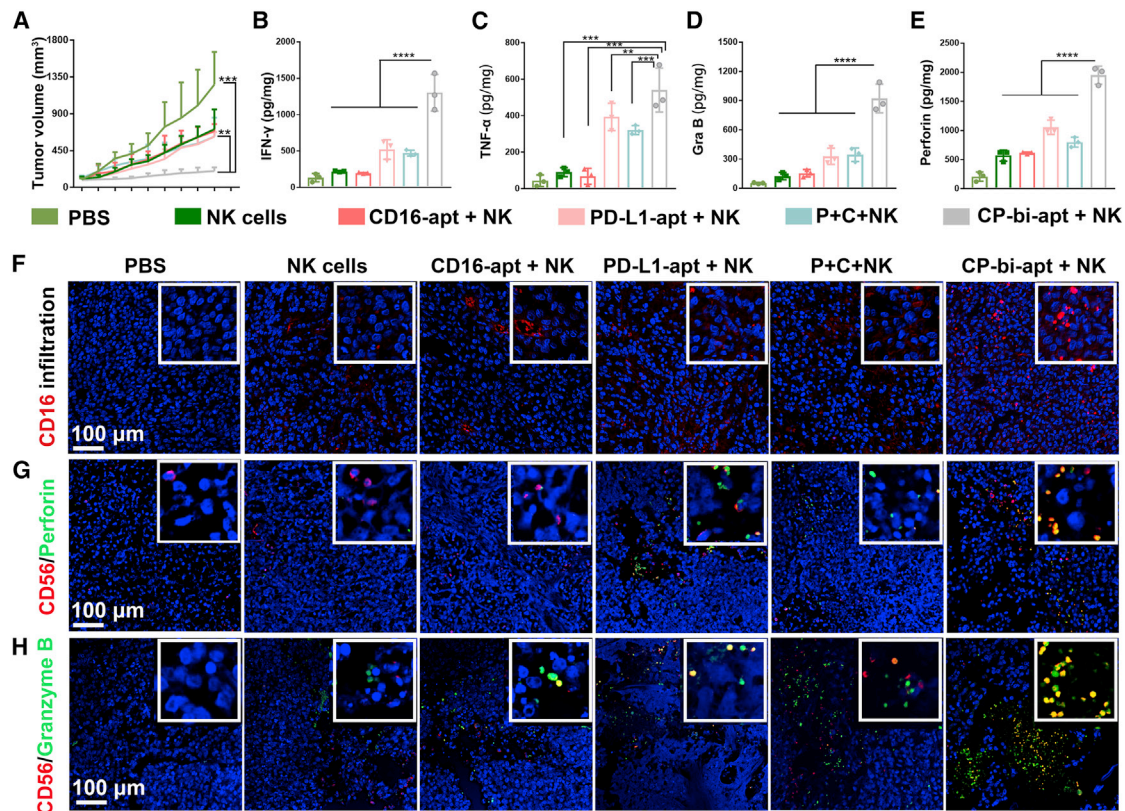 A
Tumor volume (mm³)
1800
1350
900
450
0
***
**
B
IFN-γ (pg/mg)
2000
1500
1000
500
0
****
C
TNF-α (pg/mg)
800
600
400
200
0
***
***
**
***
D
Gra B (pg/mg)
1500
1200
900
600
300
0
****
E
Perforin (pg/mg)
2500
2000
1500
1000
500
0
****
PBS
NK cells
CD16-apt + NK
PD-L1-apt + NK
P+C+NK
CP-bi-apt + NK
F
PBS
NK cells
CD16-apt + NK
PD-L1-apt + NK
P+C+NK
CP-bi-apt + NK
CD16 infiltration
100 µm
G
CD56/Perforin
100 µm
H
CD56/Granzyme B
100 µm